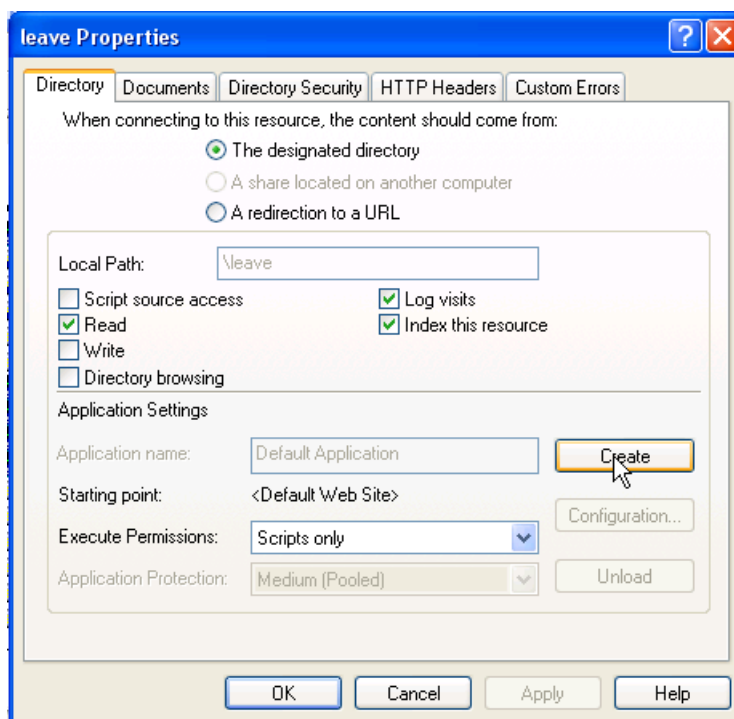 leave Properties
Directory Documents Directory Security HTTP Headers Custom Errors
When connecting to this resource, the content should come from:
The designated directory
A share located on another computer
A redirection to a URL
Local Path: \leave
Script source access Log visits
Read Index this resource
Write
Directory browsing
Application Settings
Application name: Default Application Create
Starting point: <Default Web Site>
Configuration...
Execute Permissions: Scripts only
Application Protection: Medium (Pooled) Unload
OK Cancel Apply Help